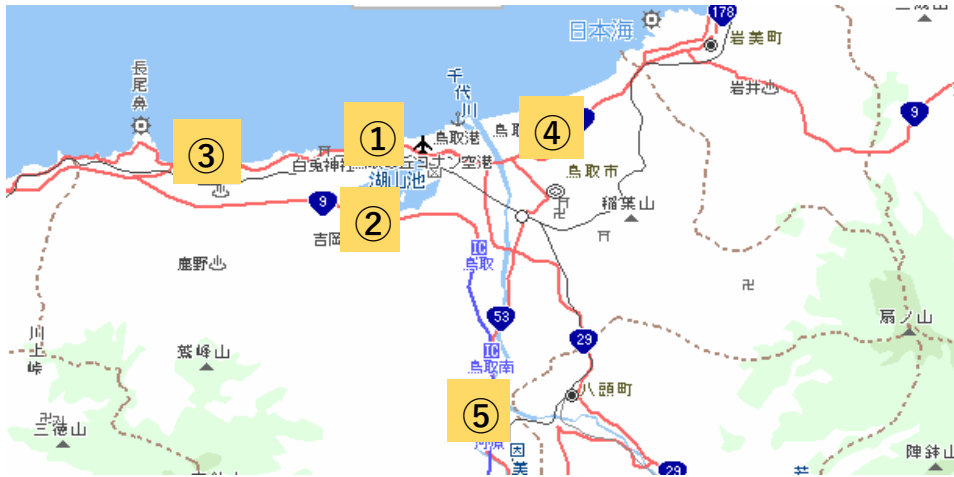 178
日本海
岩美町
長尾鼻
千代川
岩井
9
①
④
鳥取港
鳥取
③
白兎神社
コナン空港
湖山池
鳥取市
稲葉山
9
②
吉岡
IC
鳥取
鹿野
53
扇ノ山
川上峠
29
鷲峰山
IC
鳥取南
八頭町
⑤
三徳山
河原
因美
陣鉢山
29
若